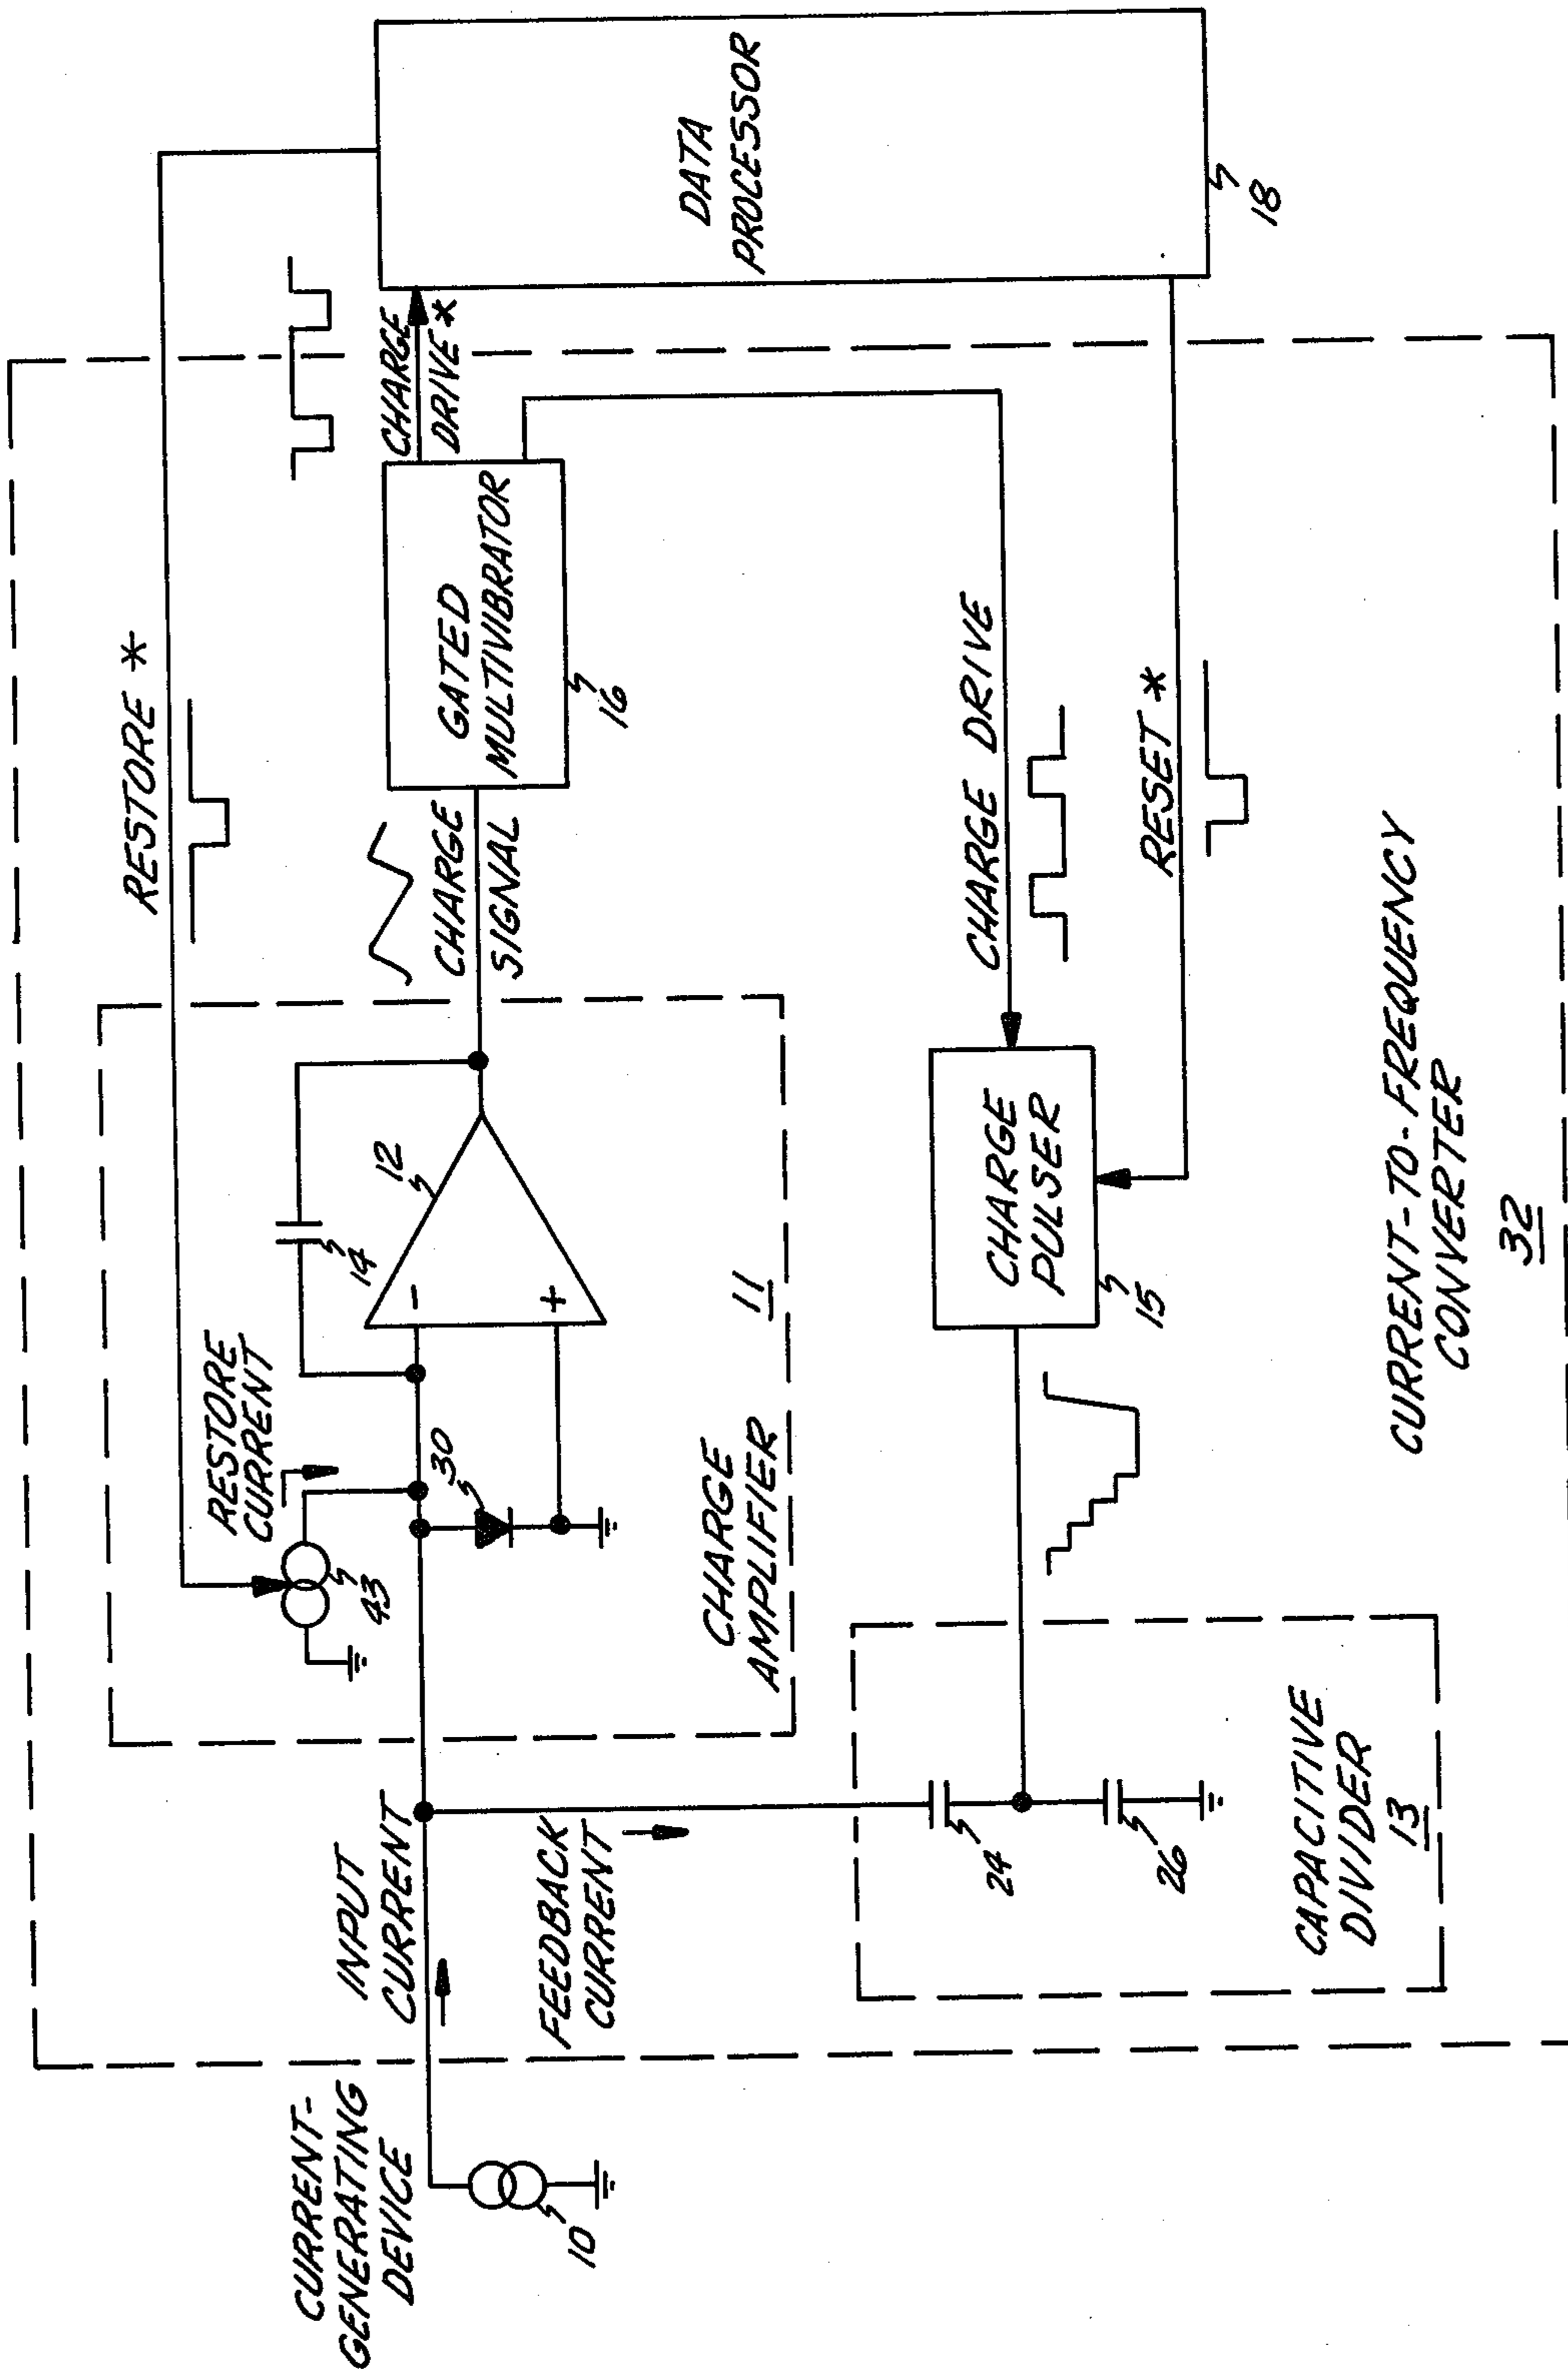 RESTORE *
RESTORE
CURRENT
43
30
14
12
-
+
CHARGE
AMPLIFIER
11
CURRENT-
GENERATING
DEVICE
10
INPUT
CURRENT
FEEDBACK
CURRENT
CHARGE
SIGNAL
GATED
MULTIVIBRATOR
16
CHARGE
DRIVE *
DATA
PROCESSOR
18
CHARGE DRIVE
RESET *
CHARGE
PULSER
15
24
26
CAPACITIVE
DIVIDER
13
CURRENT-TO-FREQUENCY
CONVERTER
32